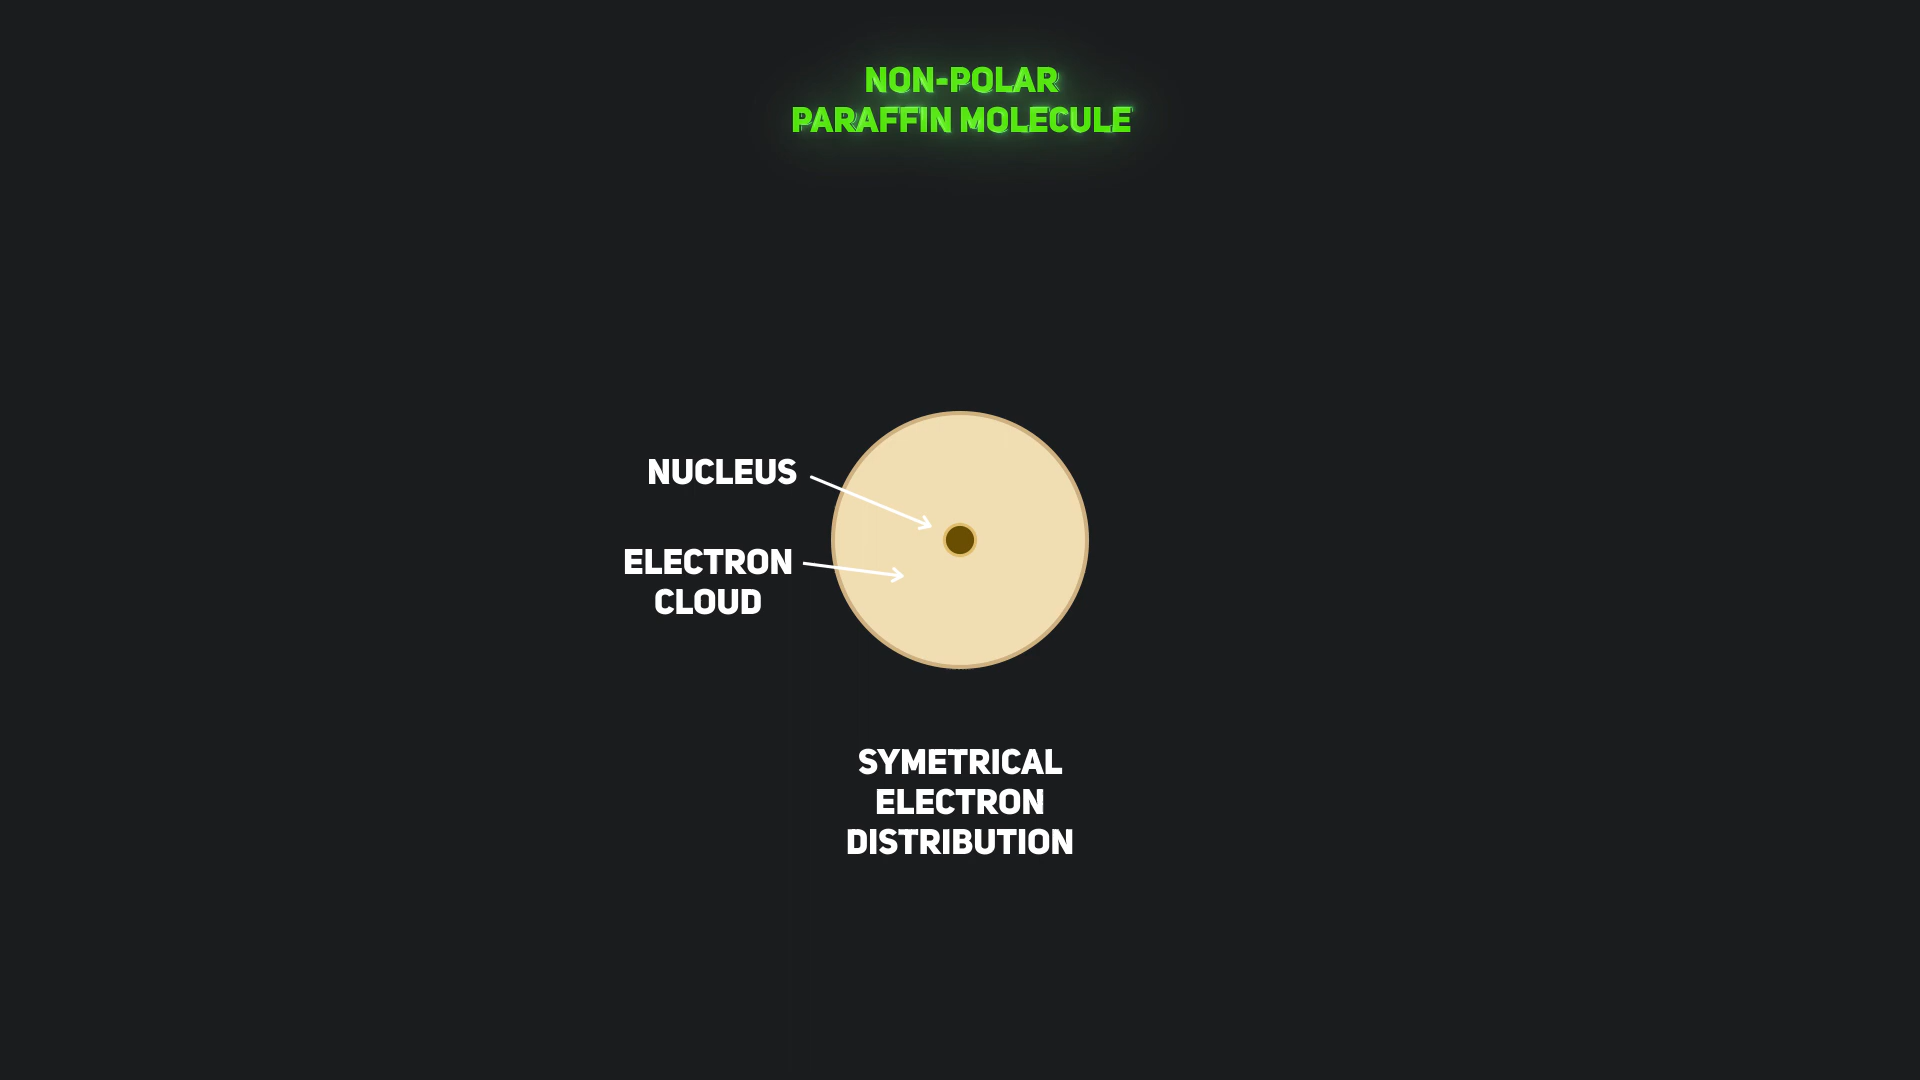 NON-POLAR
PARAFFIN MOLECULE
NUCLEUS
ELECTRON
CLOUD
SYMETRICAL
ELECTRON
DISTRIBUTION